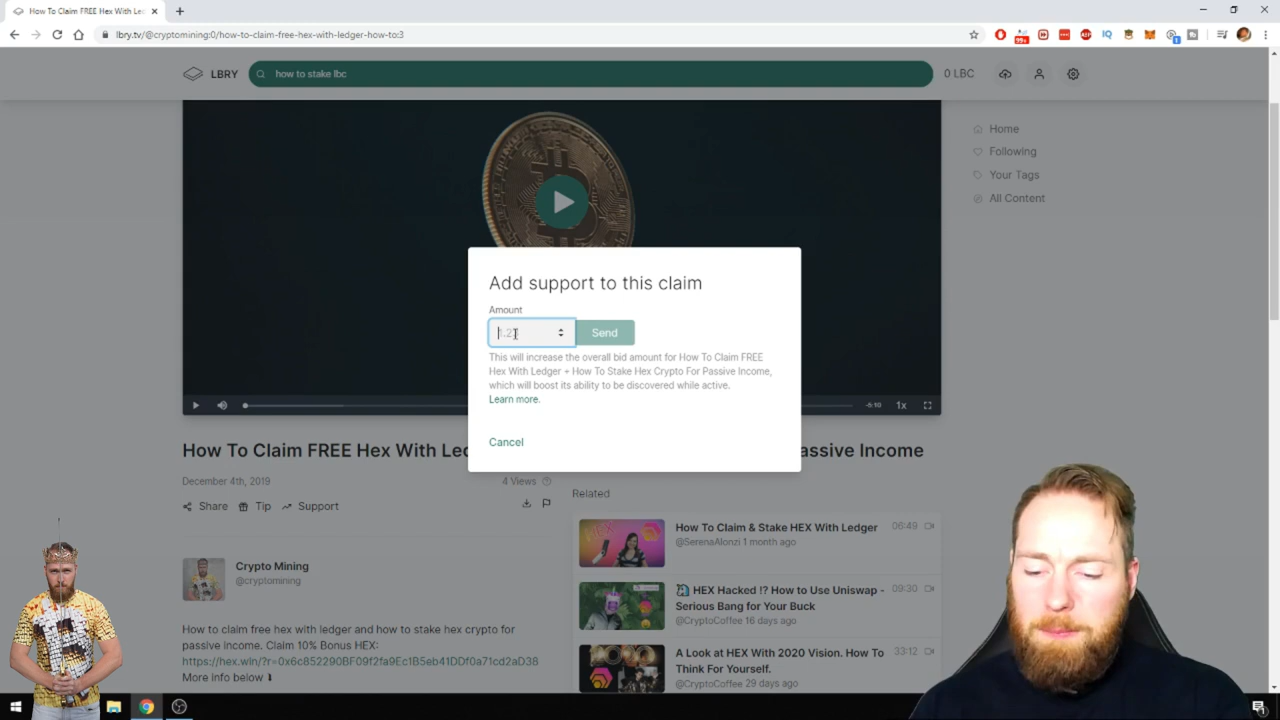 How To Claim Free Hex With Led
lbry.tv/@cryptomining:0/how-to-claim-free-hex-with-ledger-how-to:3
LBRY
how to stake lbc
0 LBC
Home
Following
Your Tags
All Content
Add support to this claim
Amount
Send
This will increase the overall bid amount for How To Claim FREE
Hex With Ledger + How To Stake Hex Crypto For Passive Income,
which will boost its ability to be discovered while active.
Learn more.
Cancel
-5:10
1x
How To Claim FREE Hex With Led
assive Income
December 4th, 2019
4 Views
Share
Tip
Support
Related
Crypto Mining
@cryptomining
How to claim free hex with ledger and how to stake hex crypto for
passive income. Claim 10% Bonus HEX:
https://hex.win/?r=0x6c852290BF09f2fa9Ec1B5eb41DDf0a71cd2aD38
More info below
How To Claim & Stake HEX With Ledger
@SerenaAlonzi 1 month ago
06:49
HEX Hacked !? How to Use Uniswap -
Serious Bang for Your Buck
@CryptoCoffee 16 days ago
09:30
A Look at HEX With 2020 Vision. How To
Think For Yourself.
@CryptoCoffee 29 days ago
33:12